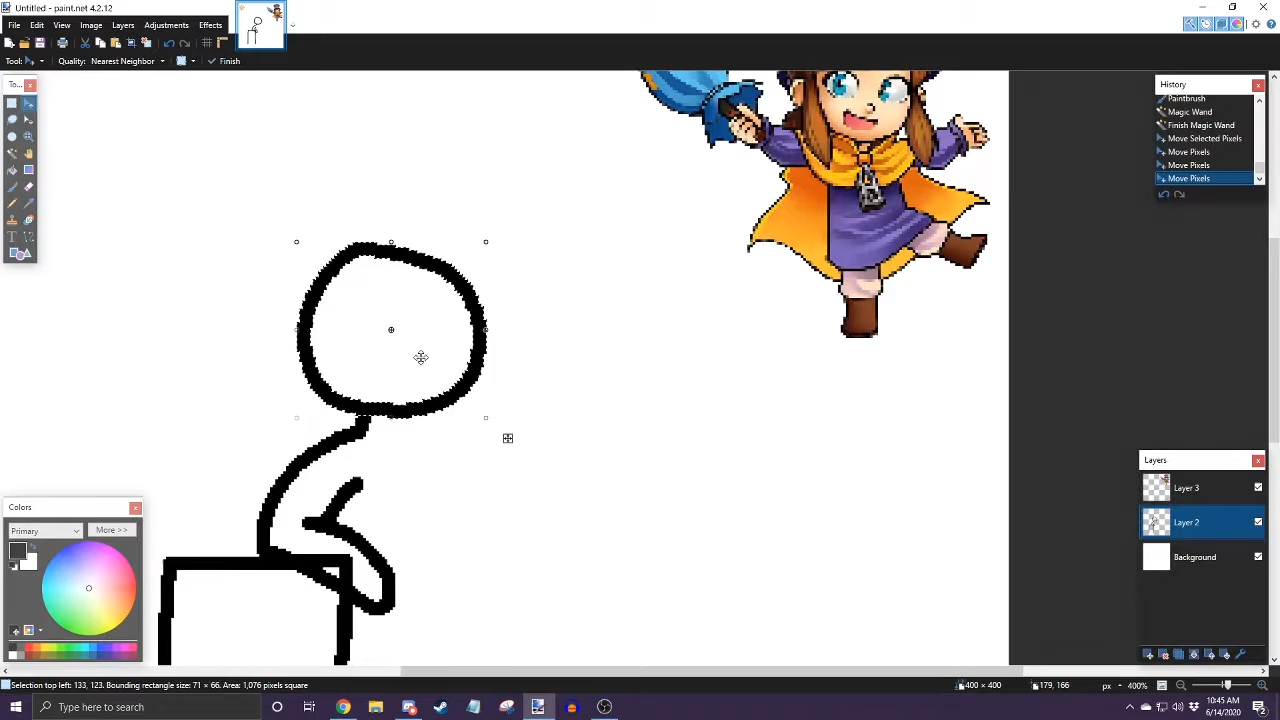 Untitled - paint.net 4.2.12
File Edit View Image Layers Adjustments Effects
Tool: Quality: Nearest Neighbor Finish
To...
History
Paintbrush
Magic Wand
Finish Magic Wand
Move Selected Pixels
Move Pixels
Move Pixels
Move Pixels
Layers
Layer 3
Layer 2
Background
Colors
Primary More >>
Selection top left: 133, 123. Bounding rectangle size: 71 × 66. Area: 1,076 pixels square 400 × 400 179, 166 px 400%
Type here to search
10:45 AM
6/14/2020
2